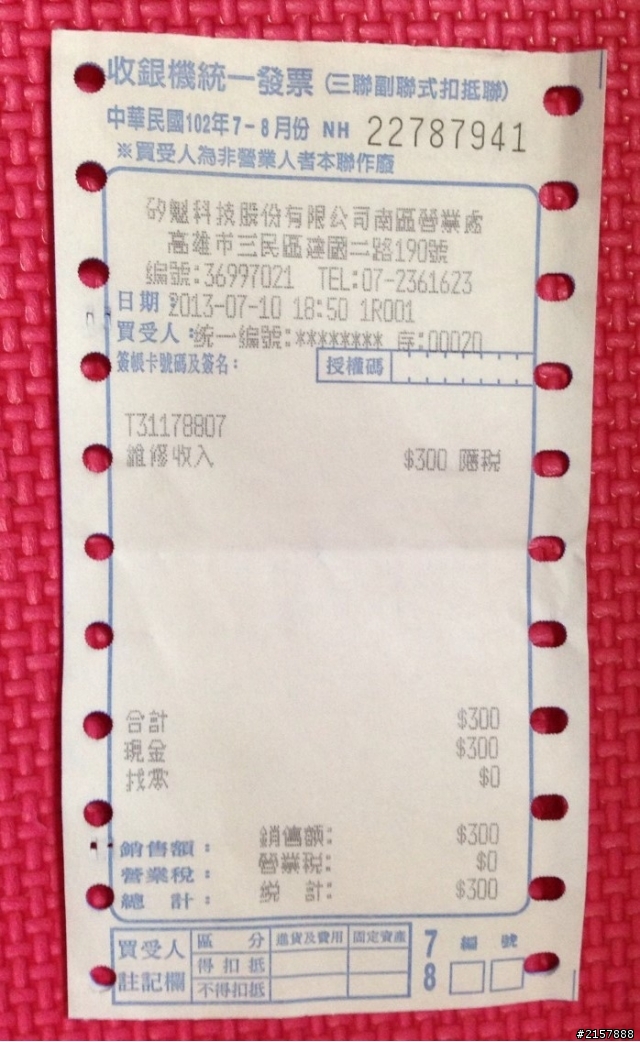 收銀機統一發票(三聯副聯式扣抵聯)
中華民國102年7-8月份 NH 22787941
※買受人為非營業人者本聯作廢
矽魁科技股份有限公司南區營業處
高雄市三民區建國二路190號
編號:36997021 TEL:07-2361623
日期:2013-07-10 18:50 1R001
買受人:統一編號:******** 序:00020
簽帳卡號碼及簽名: 授權碼
T31178807
維修收入 $300 應稅
合計 $300
現金 $300
找零 $0
銷售額: 銷售額: $300
營業稅: 營業稅: $0
總計: 總計: $300
買受人註記欄 區分 進貨及費用 固定資產
得扣抵
不得扣抵
7 8 編號
#2157888